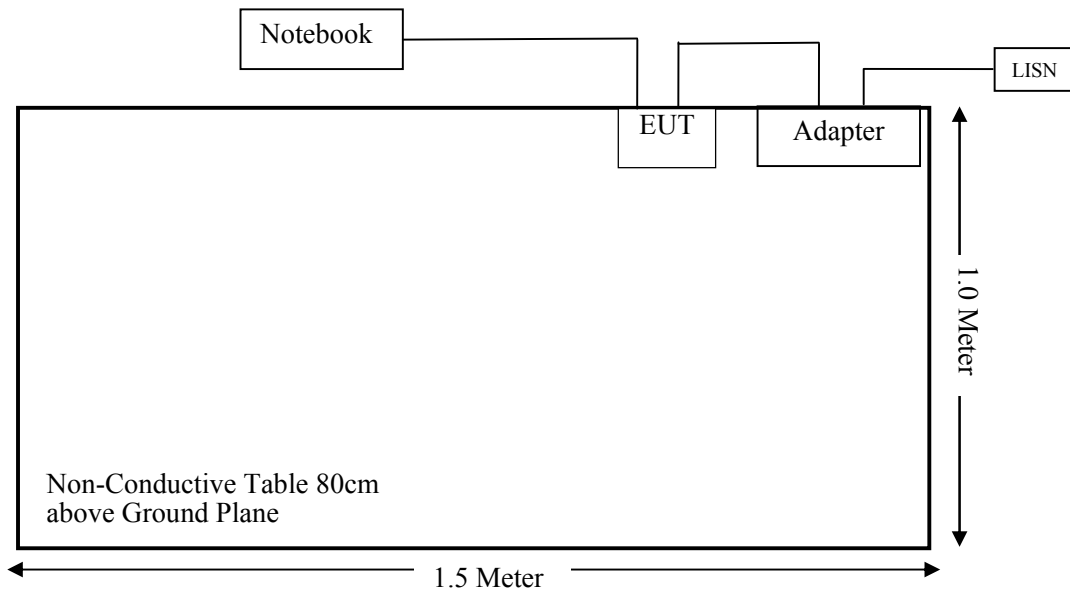 Notebook
LISN
EUT
Adapter
1.0 Meter
Non-Conductive Table 80cm
above Ground Plane
1.5 Meter